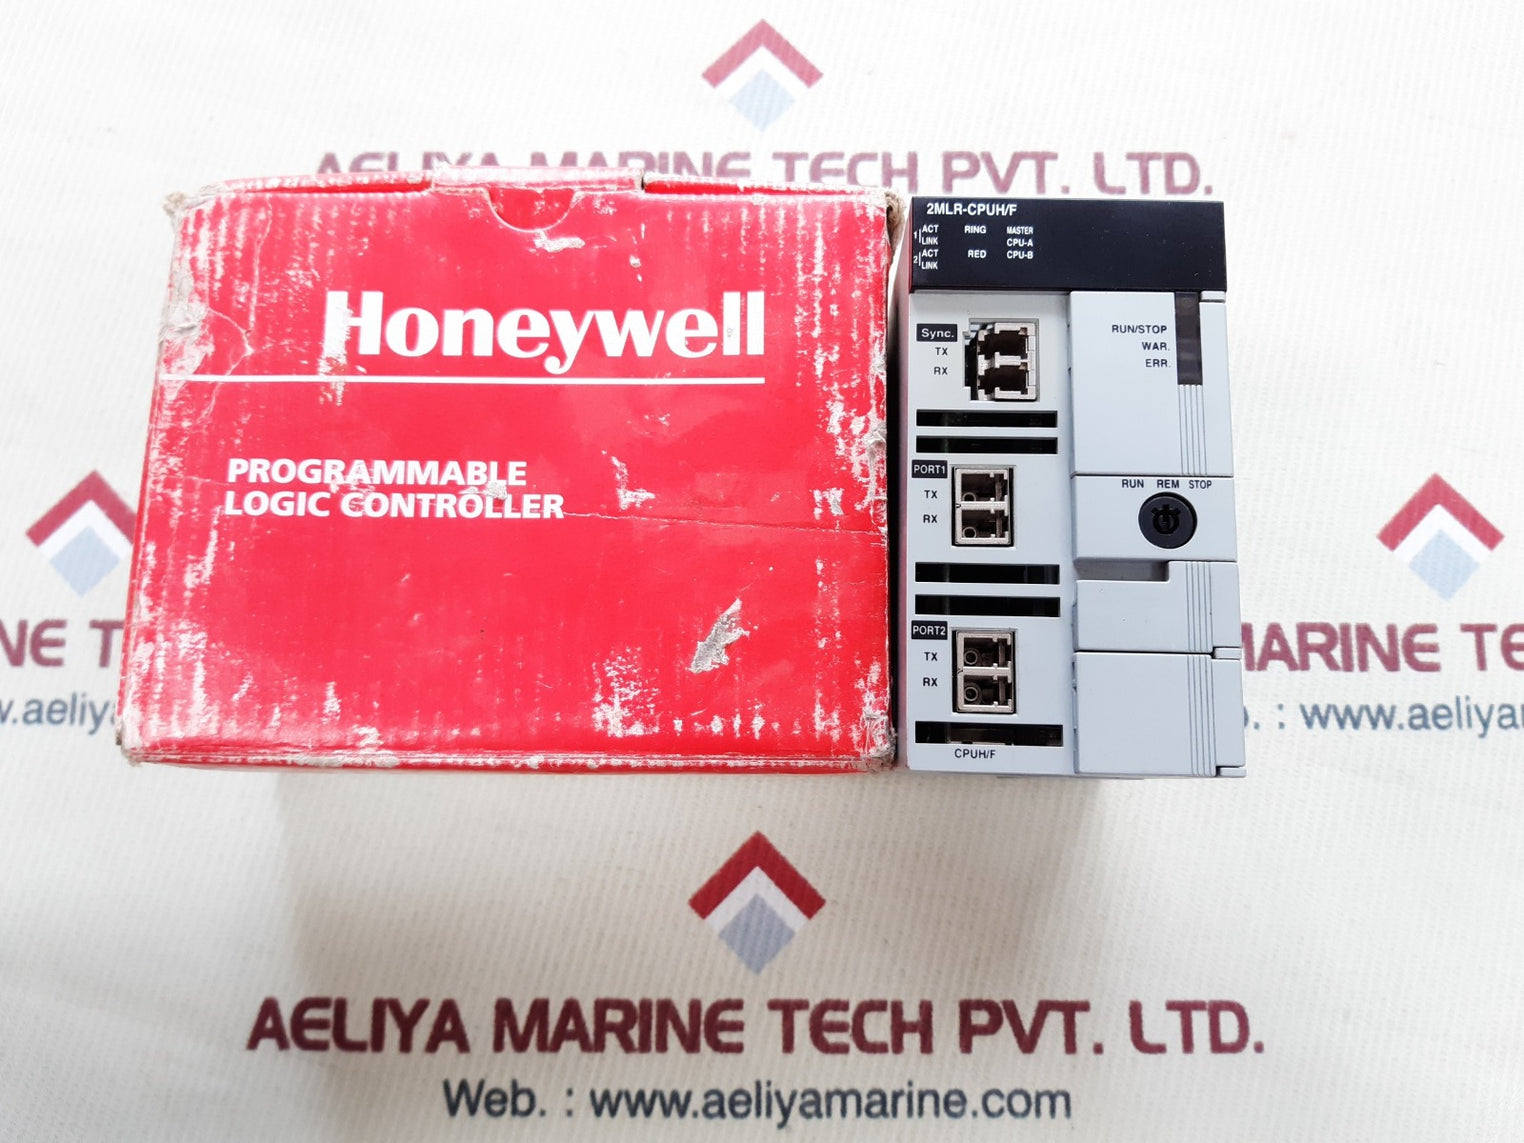 AELIYA MARINE TECH PVT. LTD.
Honeywell
PROGRAMMABLE
LOGIC CONTROLLER
2MLR-CPUH/F
1 ACT RING MASTER
LINK CPU-A
2 ACT RED CPU-B
LINK
Sync.
TX
RX
RUN/STOP
WAR.
ERR.
PORT1
TX
RX
RUN REM STOP
PORT2
TX
RX
CPUH/F
NE T
w.aeliya
MARINE TE
. : www.aeliya
AELIYA MARINE TECH PVT. LTD.
Web. : www.aeliyamarine.com